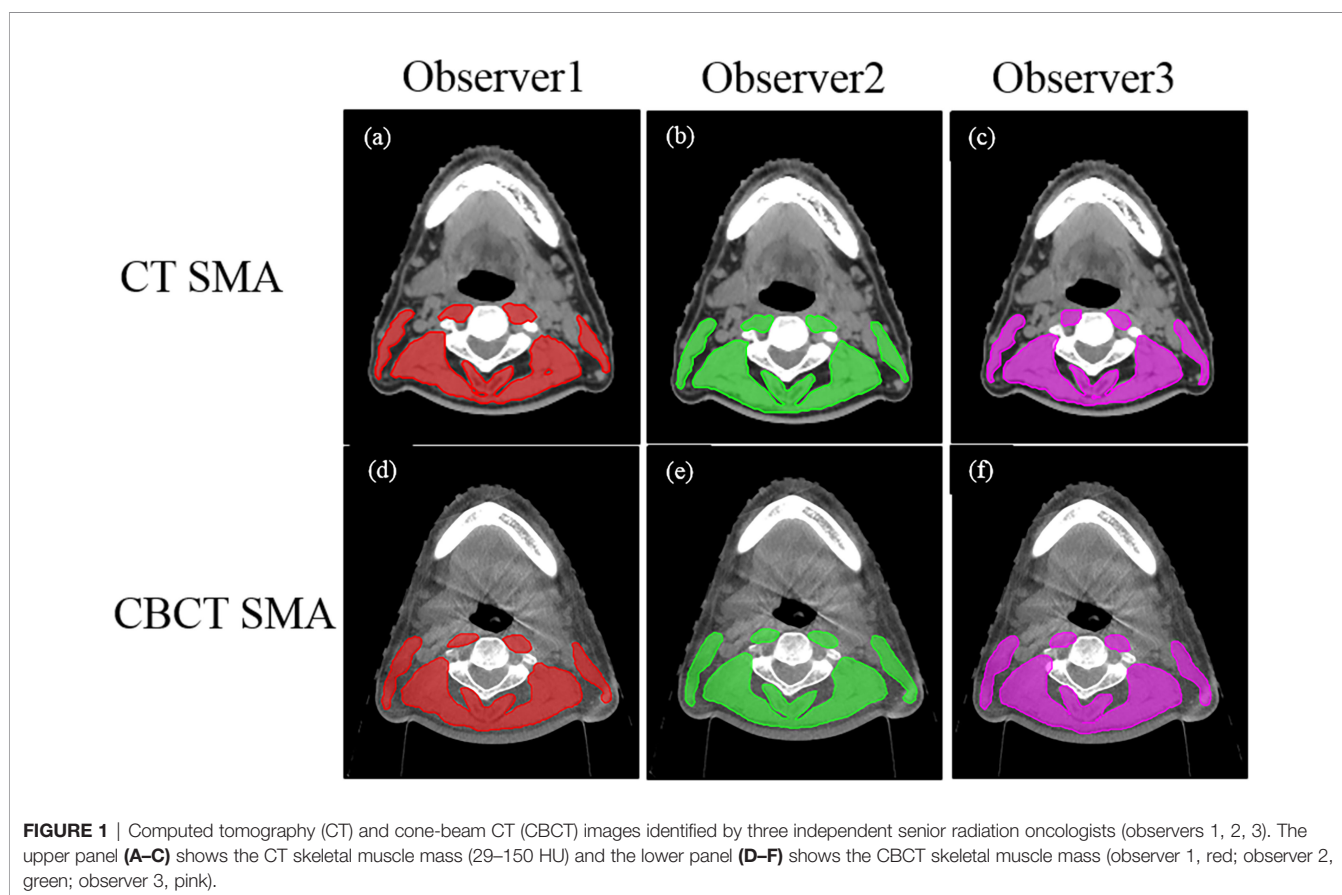 Observer1 Observer2 Observer3
(a) (b) (c)
CT SMA
(d) (e) (f)
CBCT SMA
FIGURE 1 | Computed tomography (CT) and cone-beam CT (CBCT) images identified by three independent senior radiation oncologists (observers 1, 2, 3). The
upper panel (A–C) shows the CT skeletal muscle mass (29–150 HU) and the lower panel (D–F) shows the CBCT skeletal muscle mass (observer 1, red; observer 2,
green; observer 3, pink).